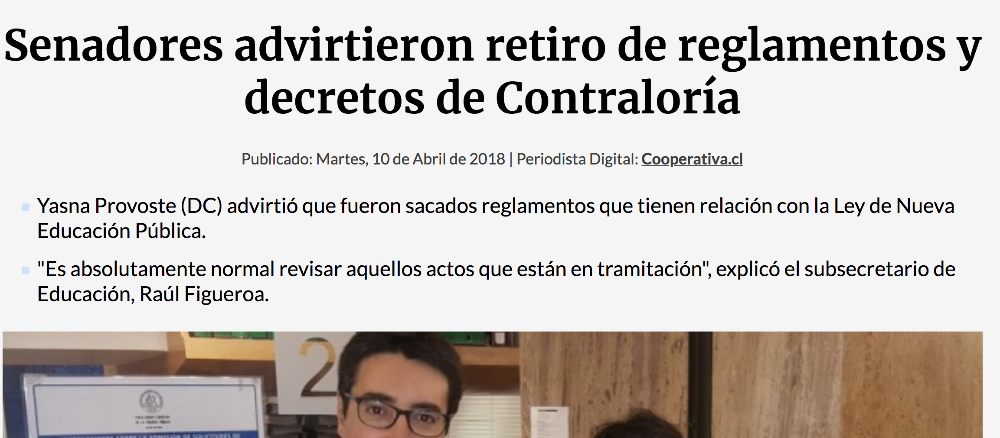 Senadores advirtieron retiro de reglamentos y
decretos de Contraloría
Publicado: Martes, 10 de Abril de 2018 | Periodista Digital: Cooperativa.cl
Yasna Provoste (DC) advirtió que fueron sacados reglamentos que tienen relación con la Ley de Nueva
Educación Pública.
"Es absolutamente normal revisar aquellos actos que están en tramitación", explicó el subsecretario de
Educación, Raúl Figueroa.
2